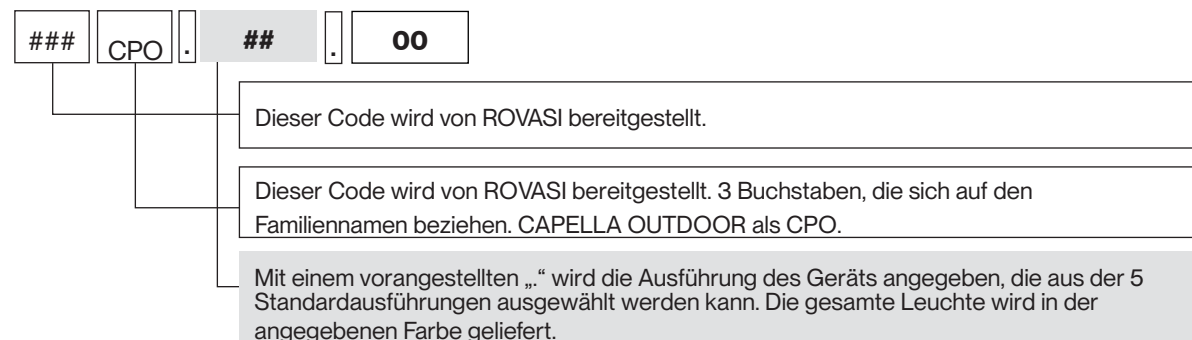 ### CPO . ## . 00
Dieser Code wird von ROVASI bereitgestellt.
Dieser Code wird von ROVASI bereitgestellt. 3 Buchstaben, die sich auf den
Familiennamen beziehen. CAPELLA OUTDOOR als CPO.
Mit einem vorangestellten „.“ wird die Ausführung des Geräts angegeben, die aus der 5
Standardausführungen ausgewählt werden kann. Die gesamte Leuchte wird in der
angegebenen Farbe geliefert.